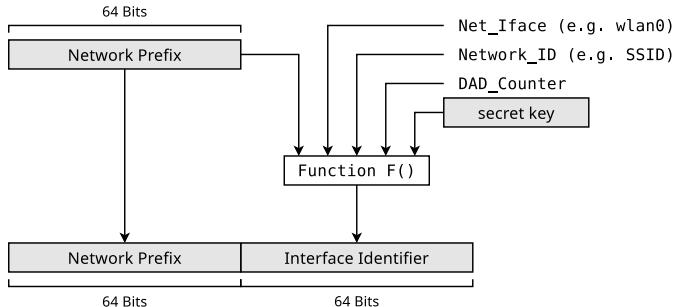 64 Bits
Net_Iface (e.g. wlan0)
Network Prefix
Network_ID (e.g. SSID)
DAD_Counter
secret key
Function F()
Network Prefix
Interface Identifier
64 Bits
64 Bits